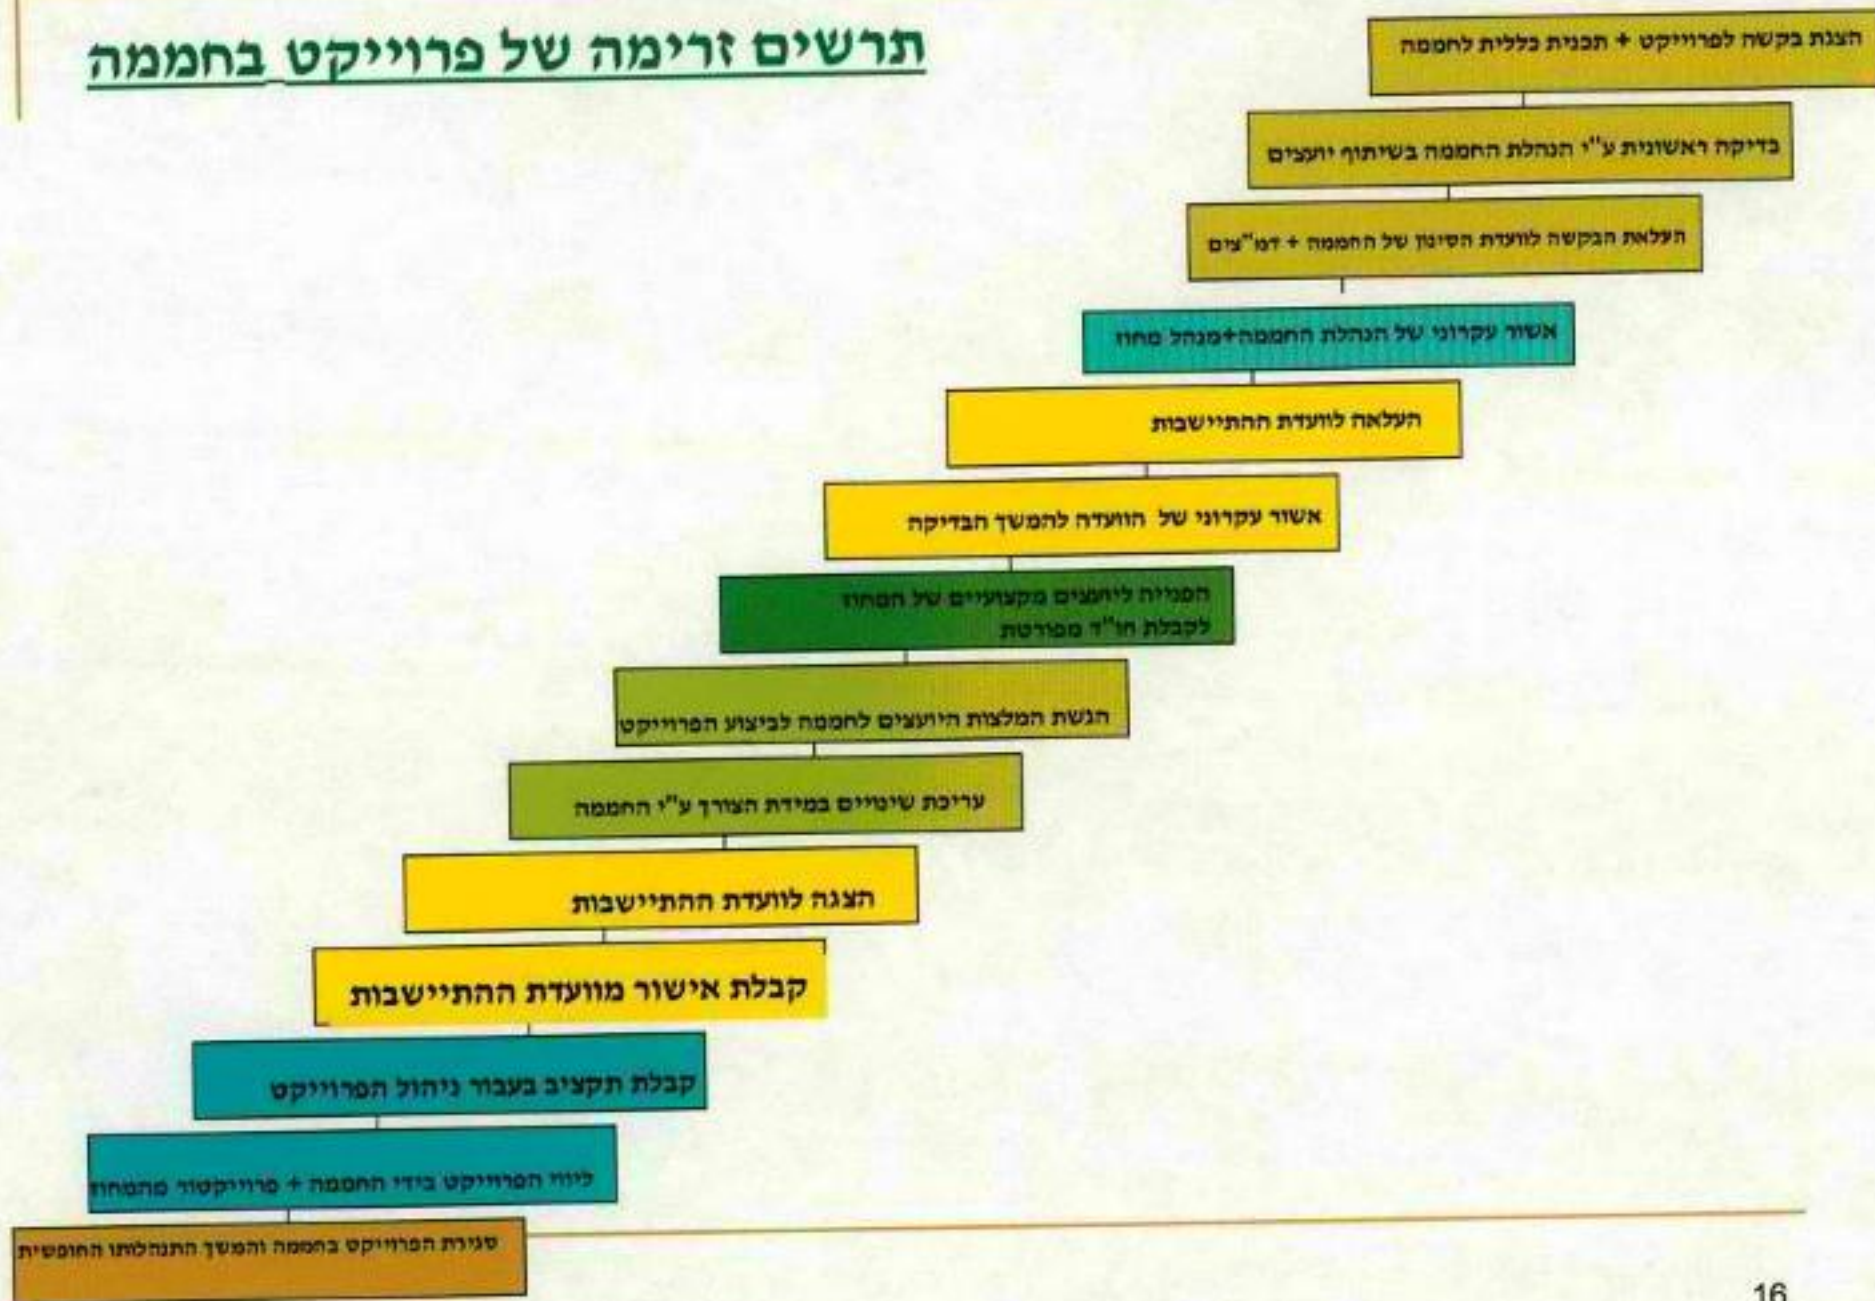 תרשים זרימה של פרוייקט בחממה
הצגת בקשה לפרוייקט + תכנית כללית לחממה
בדיקה ראשונית ע"י הנהלת החממה בשיתוף יועצים
העלאת הבקשה לוועדת הסינון של החממה +
אשור עקרוני של הנהלת החממה+מנהל מחוז
העלאה לוועדת ההתיישבות
אשור עקרוני של הוועדה להמשך הבדיקה
הפנייה ליועצים מקצועיים של המחוז
לקבלת חו"ד מפורטת
הגשת המלצות היועצים לחממה לביצוע הפרוייקט
עריכת שינויים במידת הצורך ע"י החממה
הצגה לוועדת ההתיישבות
קבלת אישור מוועדת ההתיישבות
קבלת תקציב בעבור ניהול הפרוייקט
ליווי הפרוייקט בידי החממה + פרוייקטור מהמחוז
סגירת הפרוייקט בחממה והמשך התנהלותו החופשית
16